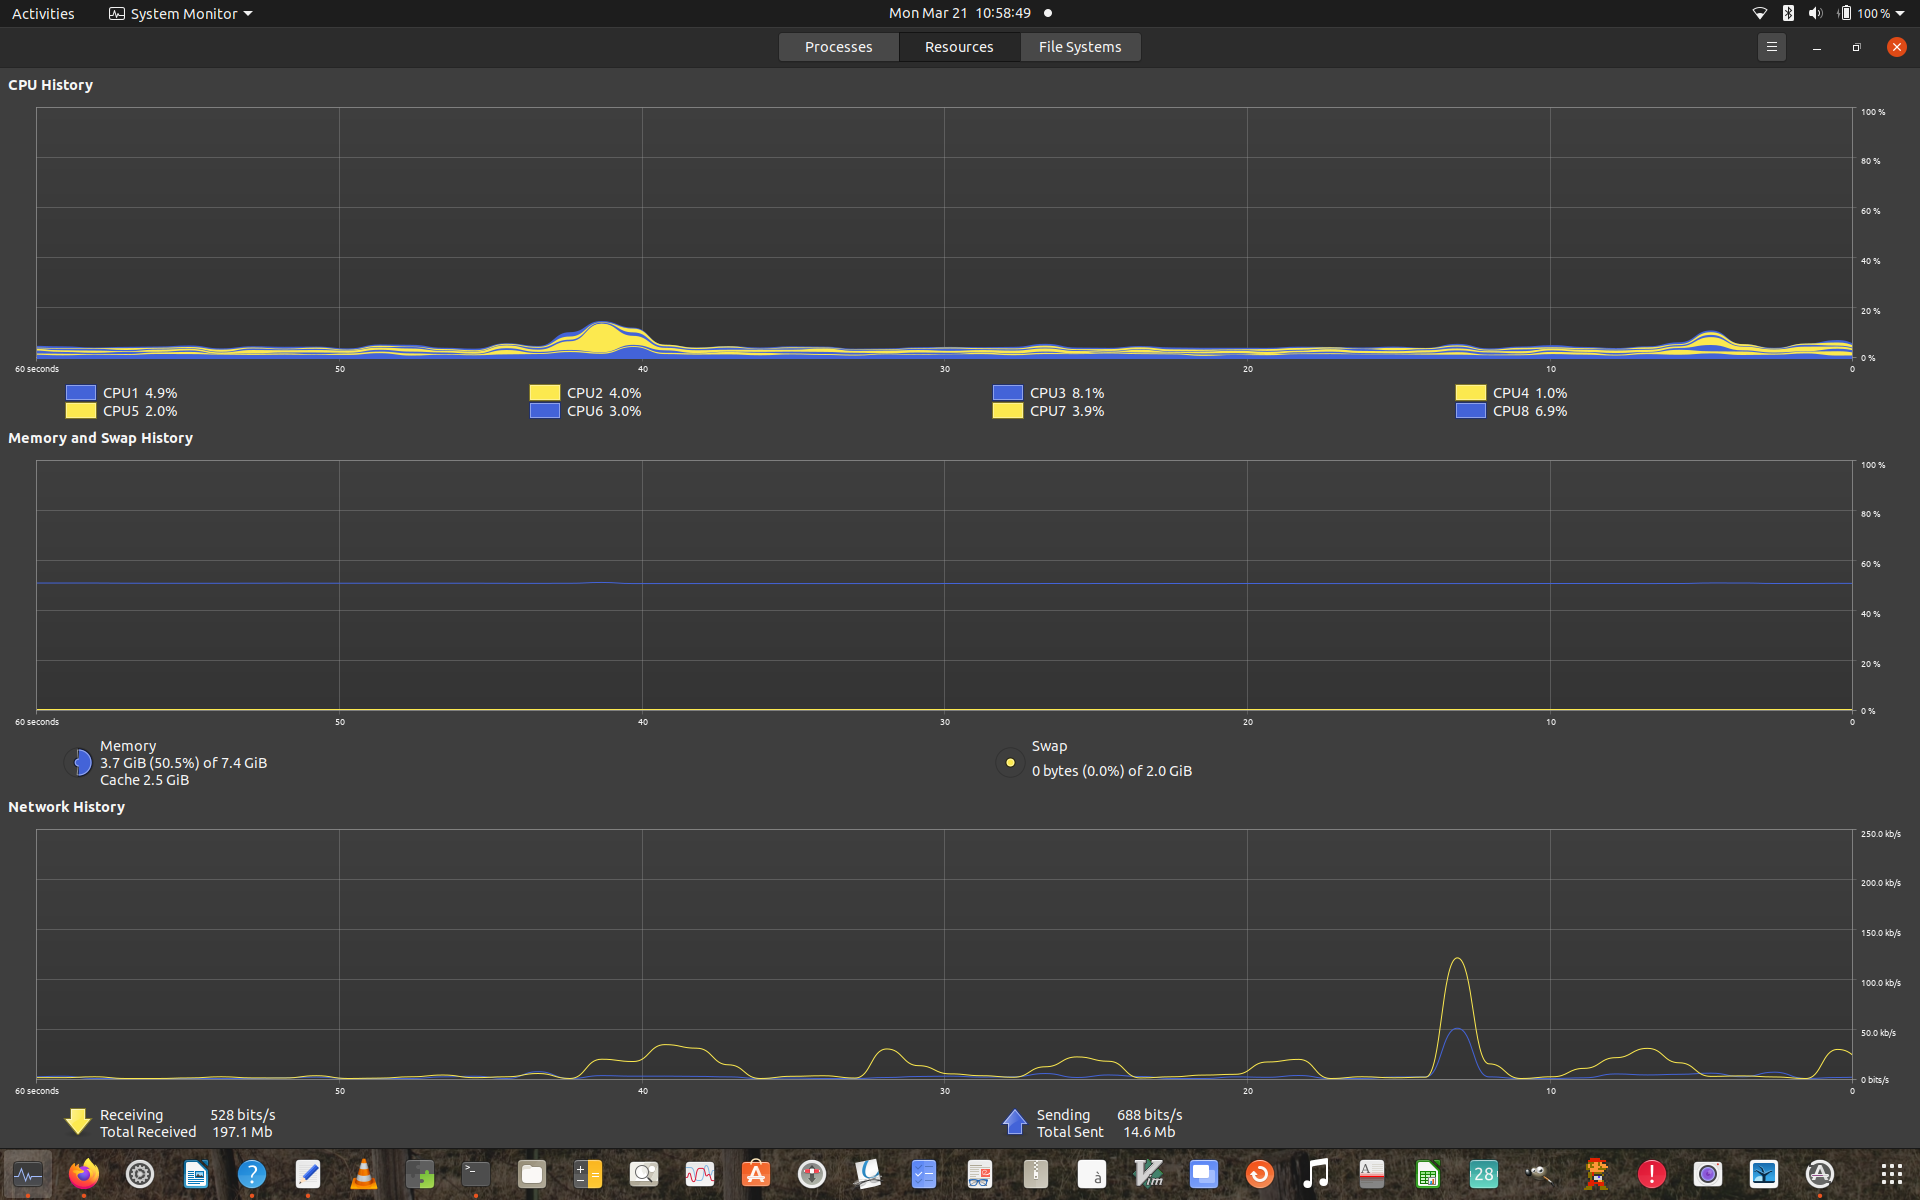 Activities System Monitor Mon Mar 21 10:58:49 100 %
Processes Resources File Systems
CPU History
100 %
80 %
60 %
40 %
20 %
0 %
60 seconds 50 40 30 20 10 0
CPU1 4.9% CPU2 4.0% CPU3 8.1% CPU4 1.0%
CPU5 2.0% CPU6 3.0% CPU7 3.9% CPU8 6.9%
Memory and Swap History
100 %
80 %
60 %
40 %
20 %
0 %
60 seconds 50 40 30 20 10 0
Memory
3.7 GiB (50.5%) of 7.4 GiB
Cache 2.5 GiB
Swap
0 bytes (0.0%) of 2.0 GiB
Network History
250.0 kb/s
200.0 kb/s
150.0 kb/s
100.0 kb/s
50.0 kb/s
0 bits/s
60 seconds 50 40 30 20 10 0
Receiving 528 bits/s
Total Received 197.1 Mb
Sending 688 bits/s
Total Sent 14.6 Mb
? >_ à Vim A 28 !